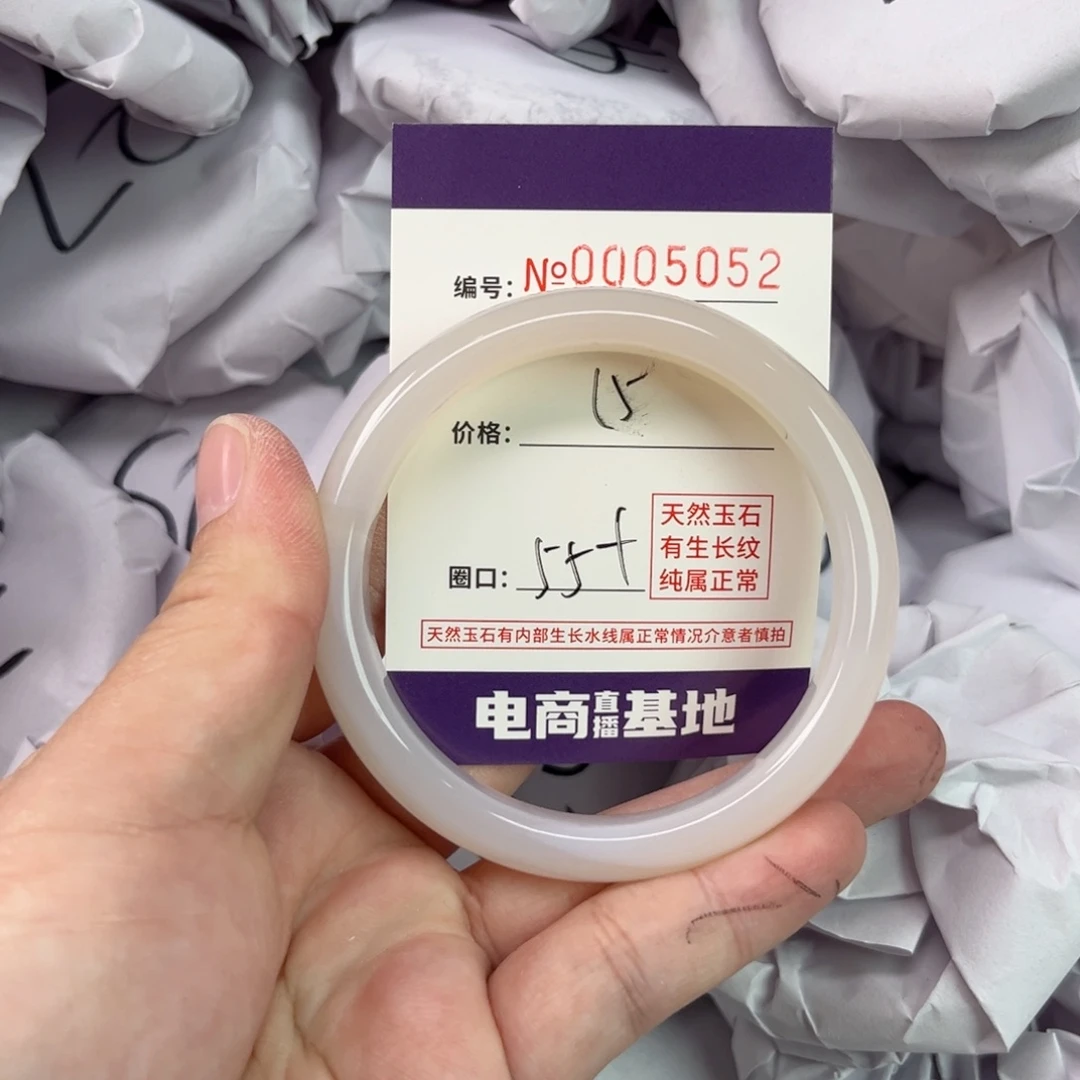 编号：№0005052
价格：15
圈口：55+
天然玉石
有生长纹
纯属正常
天然玉石有内部生长水线属正常情况介意者慎拍
电商直播基地